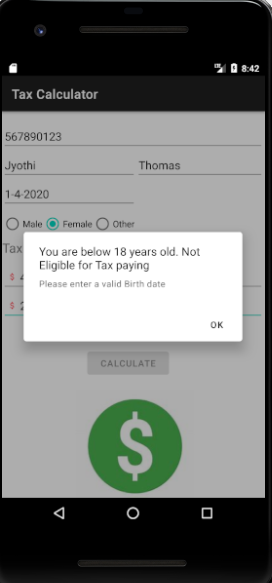 8:42
Tax Calculator
567890123
Jyothi Thomas
1-4-2020
Male Female Other
Tax
You are below 18 years old. Not
Eligible for Tax paying
Please enter a valid Birth date
$
$ 2
OK
CALCULATE
$